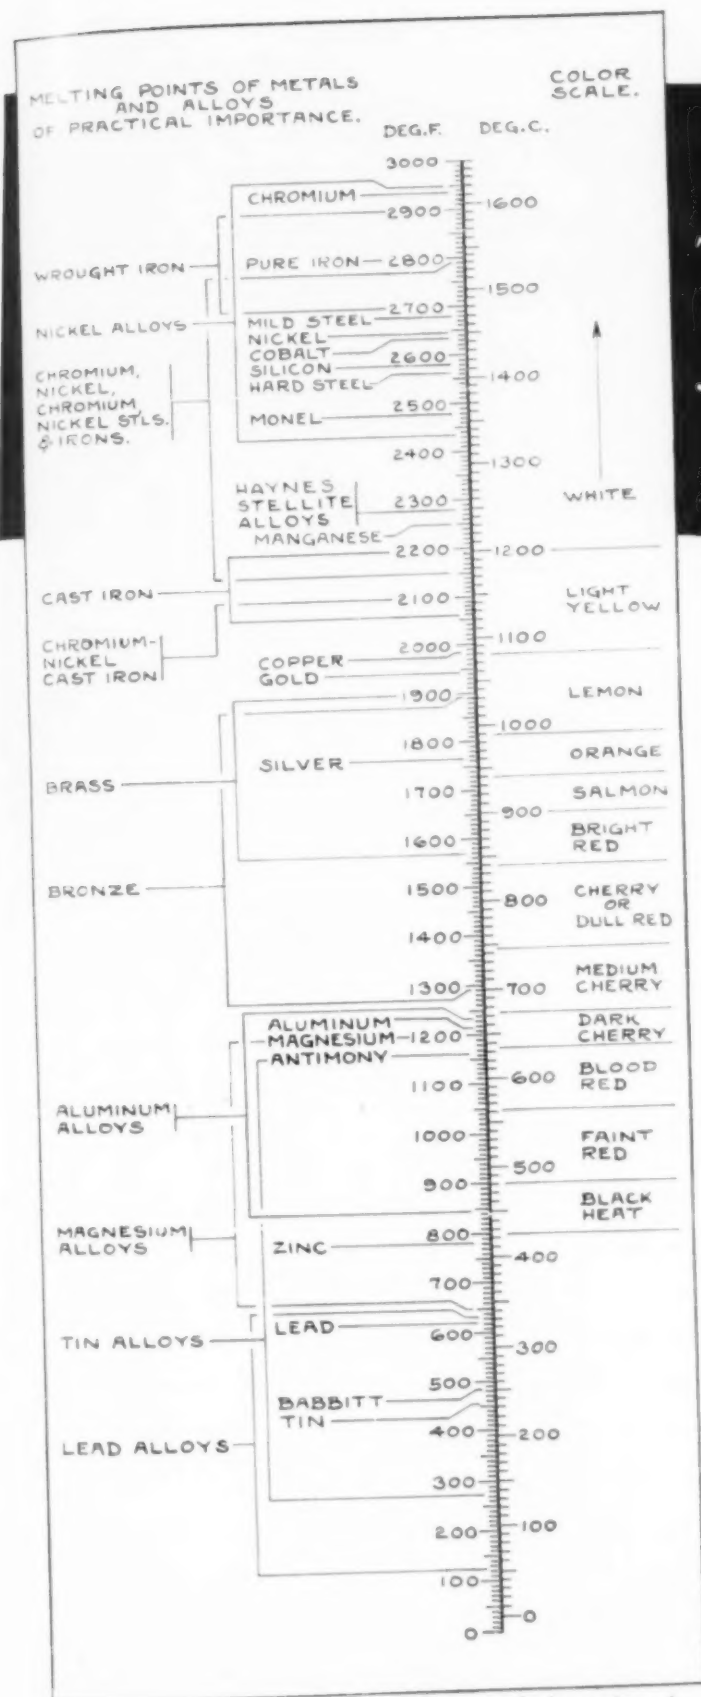 MELTING POINTS OF METALS
AND ALLOYS
OF PRACTICAL IMPORTANCE.
COLOR
SCALE.
DEG.F. DEG.C.
3000
CHROMIUM
2900
1600
WROUGHT IRON
PURE IRON
2800
1500
NICKEL ALLOYS
2700
MILD STEEL
NICKEL
COBALT
2600
SILICON
HARD STEEL
1400
CHROMIUM,
NICKEL,
CHROMIUM,
NICKEL STLS.
& IRONS.
2500
MONEL
2400
1300
HAYNES
STELLITE
ALLOYS
2300
WHITE
MANGANESE
2200
1200
CAST IRON
2100
LIGHT
YELLOW
1100
CHROMIUM-
NICKEL
CAST IRON
2000
COPPER
GOLD
1900
LEMON
1000
1800
ORANGE
SILVER
BRASS
1700
SALMON
900
1600
BRIGHT
RED
BRONZE
1500
800
CHERRY
OR
DULL RED
1400
1300
700
MEDIUM
CHERRY
ALUMINUM
MAGNESIUM
1200
DARK
CHERRY
ANTIMONY
1100
600
BLOOD
RED
ALUMINUM
ALLOYS
1000
FAINT
RED
500
900
BLACK
HEAT
MAGNESIUM
ALLOYS
800
ZINC
400
700
TIN ALLOYS
LEAD
600
300
500
BABBITT
TIN
400
200
LEAD ALLOYS
300
200
100
100
0
0